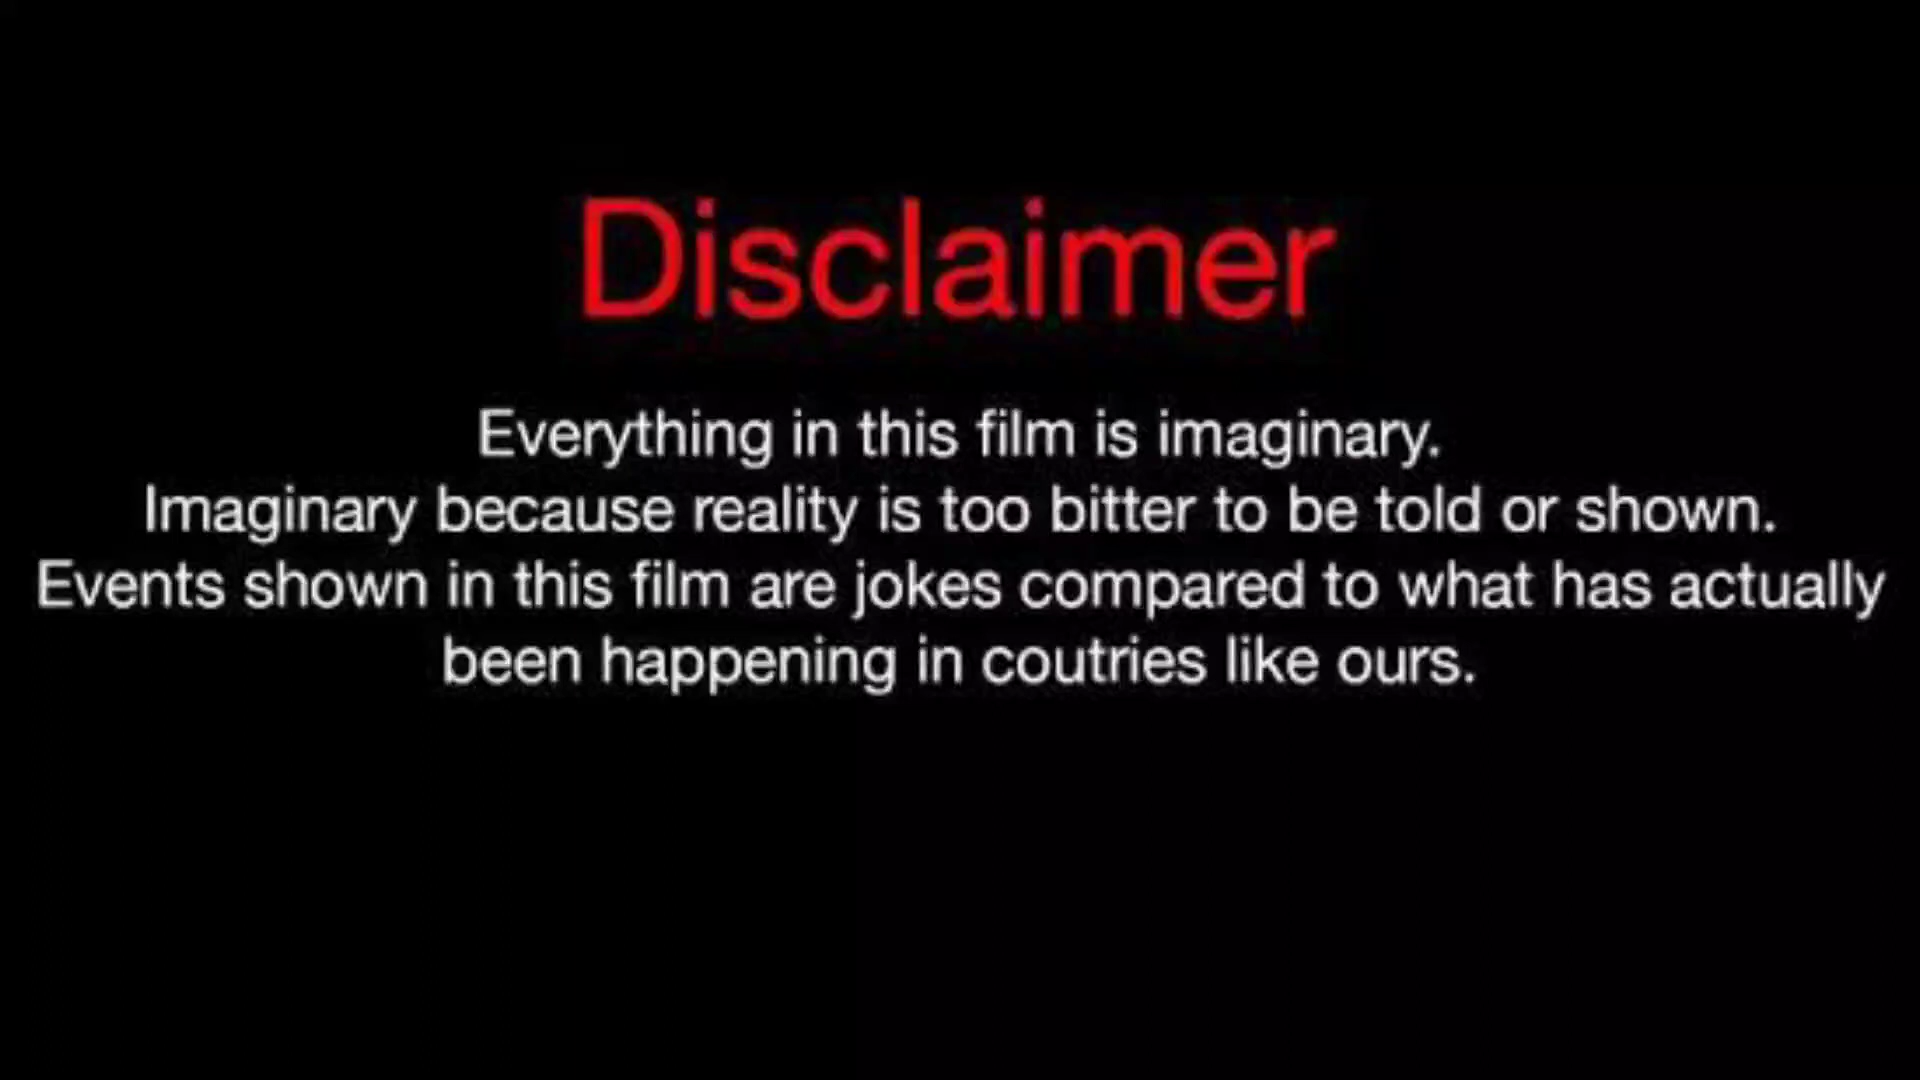 Disclaimer
Everything in this film is imaginary.
Imaginary because reality is too bitter to be told or shown.
Events shown in this film are jokes compared to what has actually
been happening in coutries like ours.